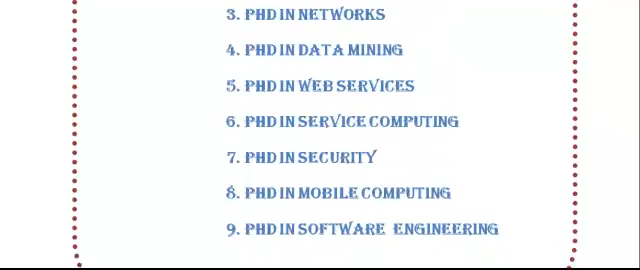 3. PHD IN NETWORKS
4. PHD IN DATA MINING
5. PHD IN WEB SERVICES
6. PHD IN SERVICE COMPUTING
7. PHD IN SECURITY
8. PHD IN MOBILE COMPUTING
9. PHD IN SOFTWARE ENGINEERING